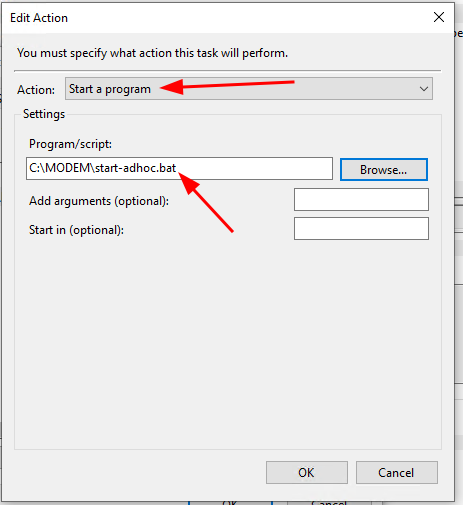 Edit Action
You must specify what action this task will perform.
Action: Start a program
Settings
Program/script:
C:\MODEM\start-adhoc.bat Browse...
Add arguments (optional):
Start in (optional):
OK Cancel